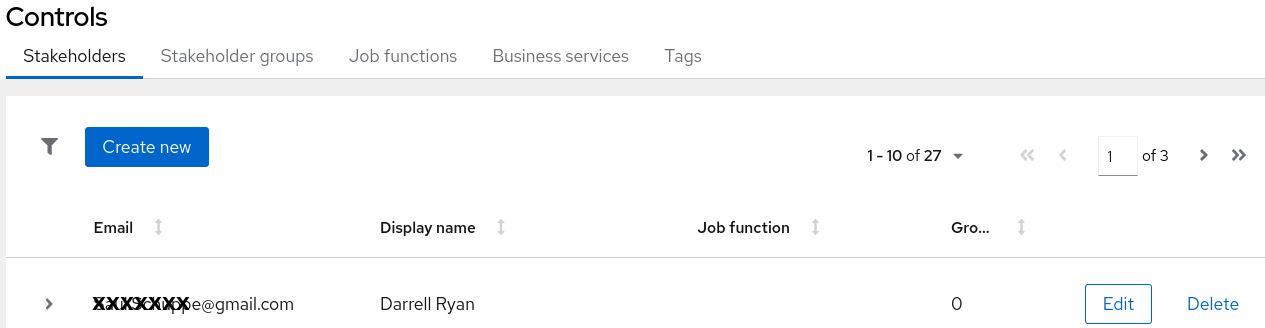 Controls
Stakeholders Stakeholder groups Job functions Business services Tags
Create new 1 - 10 of 27 1 of 3
Email Display name Job function Gro...
@gmail.com Darrell Ryan 0 Edit Delete